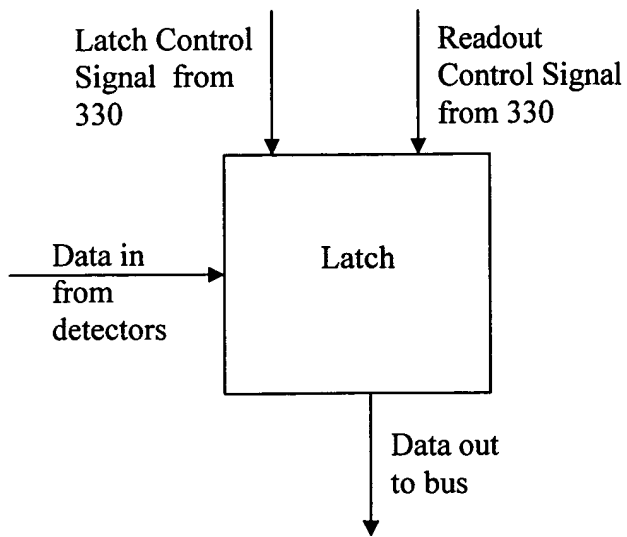 Latch Control
Signal from
330
Readout
Control Signal
from 330
Data in
from
detectors
Latch
Data out
to bus